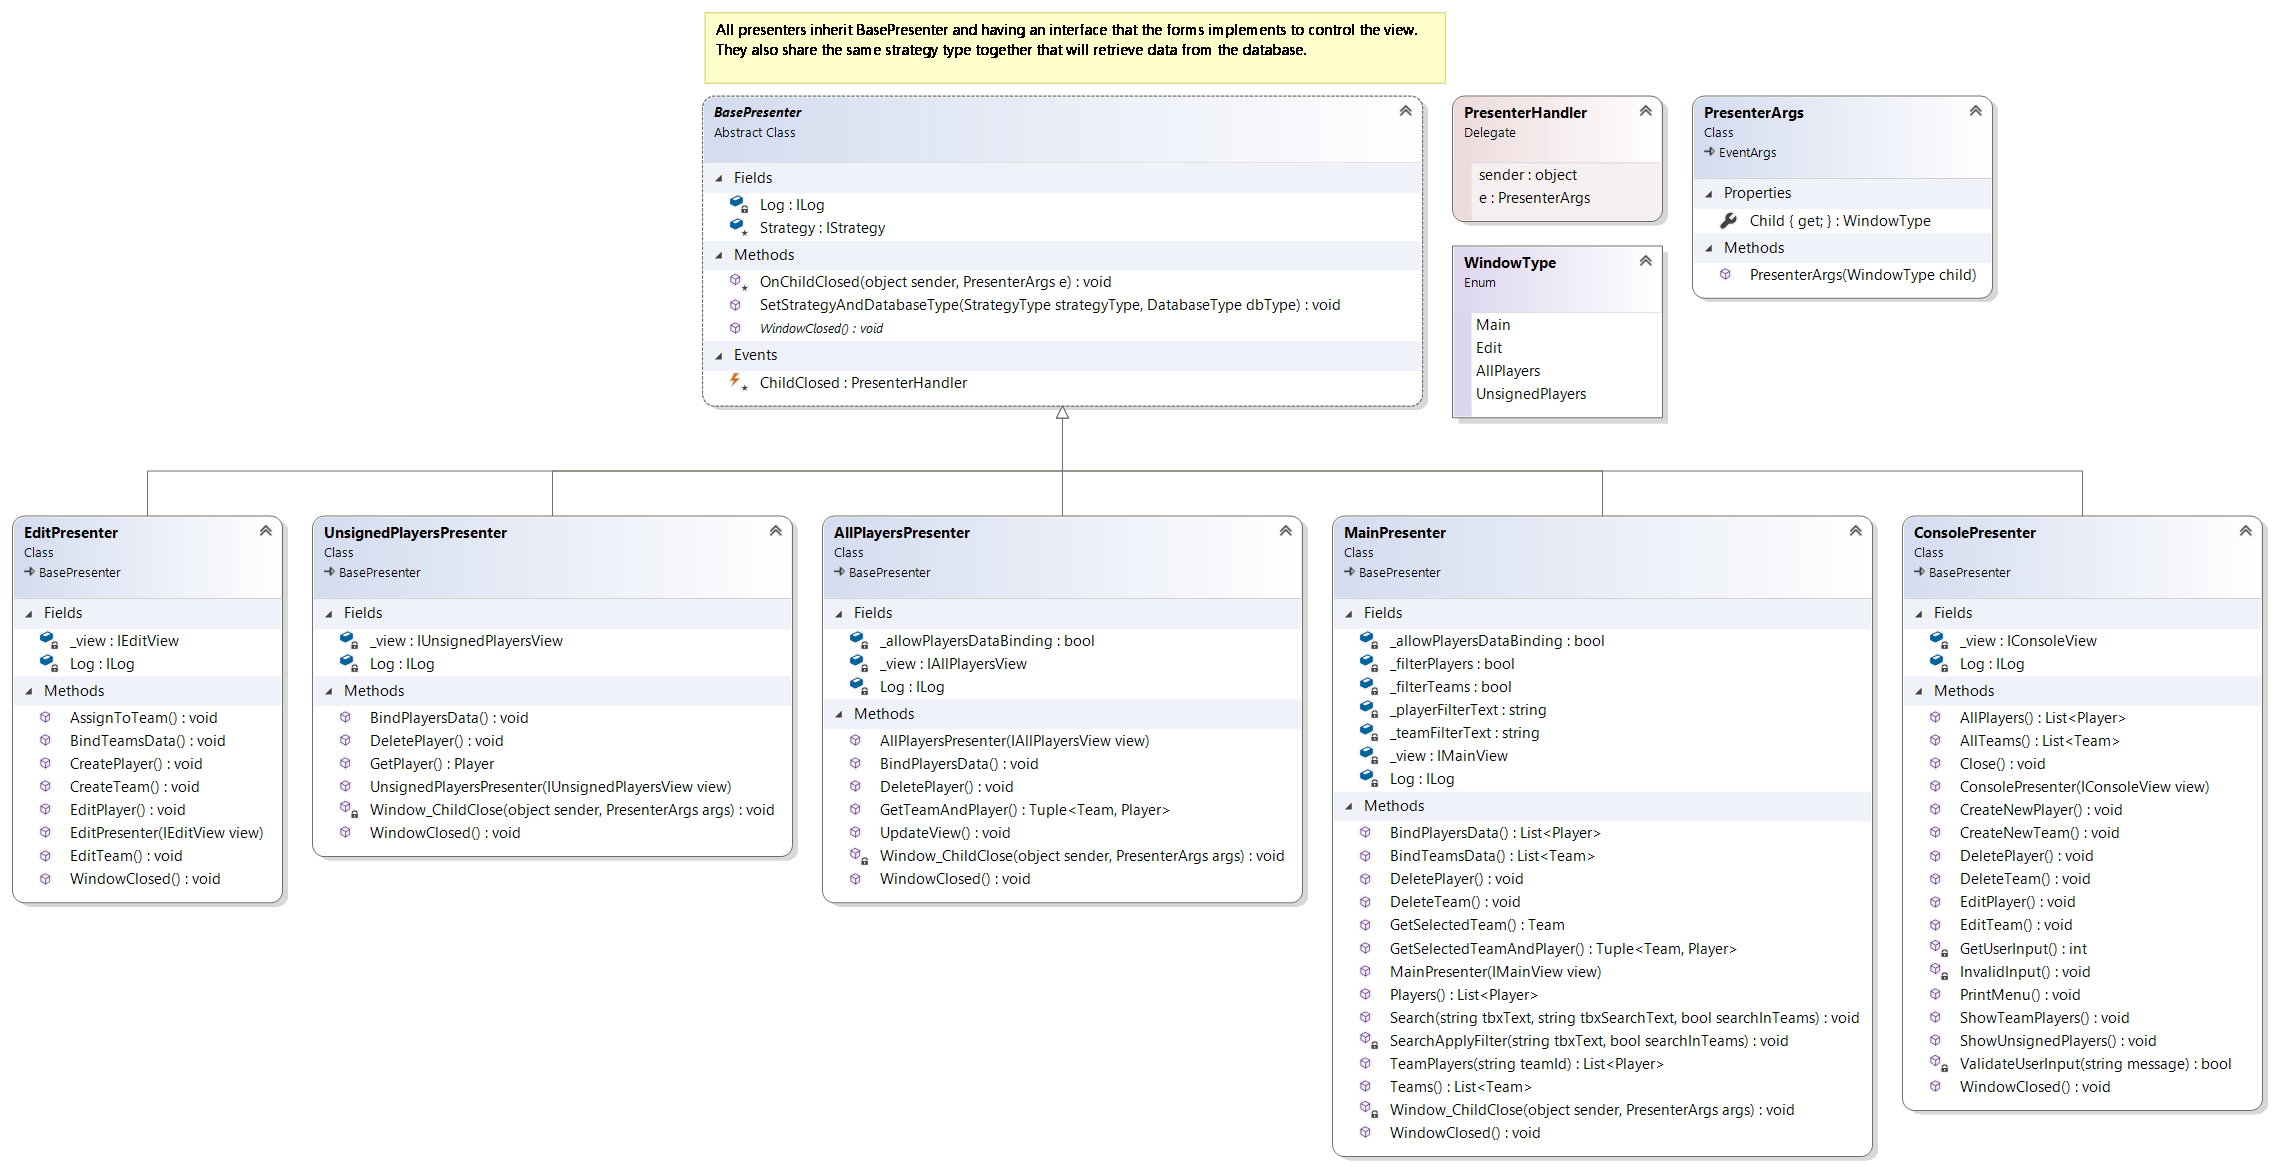 All presenters inherit BasePresenter and having an interface that the forms implements to control the view.
They also share the same strategy type together that will retrieve data from the database.
BasePresenter
Abstract Class
Fields
Log : ILog
Strategy : IStrategy
Methods
OnChildClosed(object sender, PresenterArgs e) : void
SetStrategyAndDatabaseType(StrategyType strategyType, DatabaseType dbType) : void
WindowClosed() : void
Events
ChildClosed : PresenterHandler
PresenterHandler
Delegate
sender : object
e : PresenterArgs
WindowType
Enum
Main
Edit
AllPlayers
UnsignedPlayers
PresenterArgs
Class
EventArgs
Properties
Child { get; } : WindowType
Methods
PresenterArgs(WindowType child)
EditPresenter
Class
BasePresenter
Fields
_view : IEditView
Log : ILog
Methods
AssignToTeam() : void
BindTeamsData() : void
CreatePlayer() : void
CreateTeam() : void
EditPlayer() : void
EditPresenter(IEditView view)
EditTeam() : void
WindowClosed() : void
UnsignedPlayersPresenter
Class
BasePresenter
Fields
_view : IUnsignedPlayersView
Log : ILog
Methods
BindPlayersData() : void
DeletePlayer() : void
GetPlayer() : Player
UnsignedPlayersPresenter(IUnsignedPlayersView view)
Window_ChildClose(object sender, PresenterArgs args) : void
WindowClosed() : void
AllPlayersPresenter
Class
BasePresenter
Fields
_allowPlayersDataBinding : bool
_view : IAllPlayersView
Log : ILog
Methods
AllPlayersPresenter(IAllPlayersView view)
BindPlayersData() : void
DeletePlayer() : void
GetTeamAndPlayer() : Tuple<Team, Player>
UpdateView() : void
Window_ChildClose(object sender, PresenterArgs args) : void
WindowClosed() : void
MainPresenter
Class
BasePresenter
Fields
_allowPlayersDataBinding : bool
_filterPlayers : bool
_filterTeams : bool
_playerFilterText : string
_teamFilterText : string
_view : IMainView
Log : ILog
Methods
BindPlayersData() : List<Player>
BindTeamsData() : List<Team>
DeletePlayer() : void
DeleteTeam() : void
GetSelectedTeam() : Team
GetSelectedTeamAndPlayer() : Tuple<Team, Player>
MainPresenter(IMainView view)
Players() : List<Player>
Search(string tbxText, string tbxSearchText, bool searchInTeams) : void
SearchApplyFilter(string tbxText, bool searchInTeams) : void
TeamPlayers(string teamId) : List<Player>
Teams() : List<Team>
Window_ChildClose(object sender, PresenterArgs args) : void
WindowClosed() : void
ConsolePresenter
Class
BasePresenter
Fields
_view : IConsoleView
Log : ILog
Methods
AllPlayers() : List<Player>
AllTeams() : List<Team>
Close() : void
ConsolePresenter(IConsoleView view)
CreateNewPlayer() : void
CreateNewTeam() : void
DeletePlayer() : void
DeleteTeam() : void
EditPlayer() : void
EditTeam() : void
GetUserInput() : int
InvalidInput() : void
PrintMenu() : void
ShowTeamPlayers() : void
ShowUnsignedPlayers() : void
ValidateUserInput(string message) : bool
WindowClosed() : void